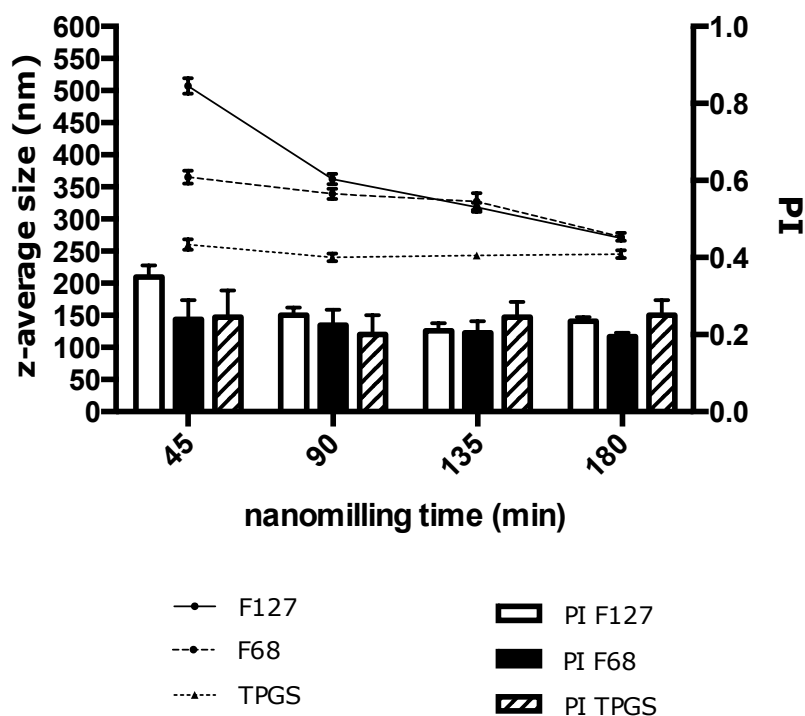 600
550
500
450
400
350
300
250
200
150
100
50
0
z-average size (nm)
1.0
0.8
0.6
0.4
0.2
0.0
PI
45
90
135
180
nanomilling time (min)
F127
F68
TPGS
PI F127
PI F68
PI TPGS